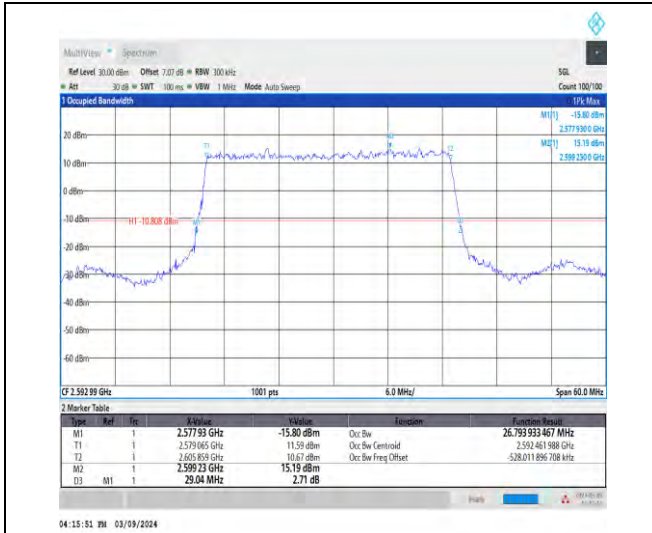 MultiView Spectrum
Ref Level 30.00 dBm Offset 7.07 dB RBW 300 kHz SGL
Att 30 dB SWT 100 ms VBW 1 MHz Mode Auto Sweep Count 100/100
1 Occupied Bandwidth 1Pk Max
M1[1] -15.80 dBm
2.577 930 0 GHz
M2[1] 15.19 dBm
2.599 230 0 GHz
20 dBm
T1 M2 T2
10 dBm
0 dBm
-10 dBm
H1 -10.808 dBm
-20 dBm
-30 dBm
-40 dBm
-50 dBm
-60 dBm
CF 2.592 99 GHz 1001 pts 6.0 MHz/ Span 60.0 MHz
2 Marker Table
Type Ref Trc X-Value Y-Value Function Function Result
M1 1 2.577 93 GHz -15.80 dBm Occ Bw 26.793 933 467 MHz
T1 1 2.579 065 GHz 11.59 dBm Occ Bw Centroid 2.592 461 988 GHz
T2 1 2.605 859 GHz 10.67 dBm Occ Bw Freq Offset -528.011 896 708 kHz
M2 1 2.599 23 GHz 15.19 dBm
D3 M1 1 29.04 MHz 2.71 dB
04:15:51 PM 03/09/2024